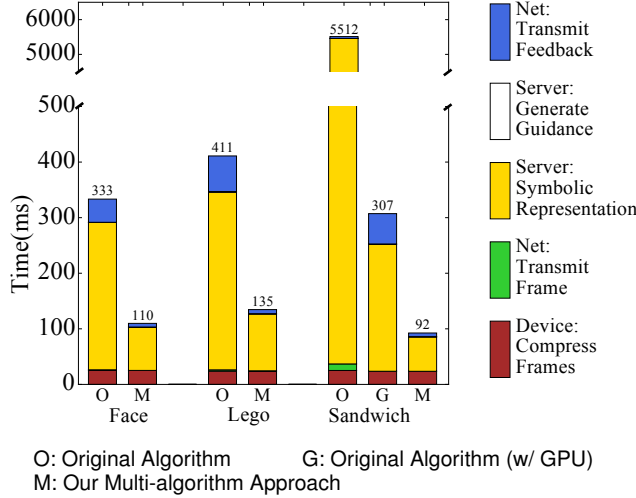 6000
5000
500
400
300
200
100
0
Time(ms)
333
110
411
135
5512
307
92
O M O M O G M
Face Lego Sandwich
Net:
Transmit
Feedback
Server:
Generate
Guidance
Server:
Symbolic
Representation
Net:
Transmit
Frame
Device:
Compress
Frames
O: Original Algorithm G: Original Algorithm (w/ GPU)
M: Our Multi-algorithm Approach